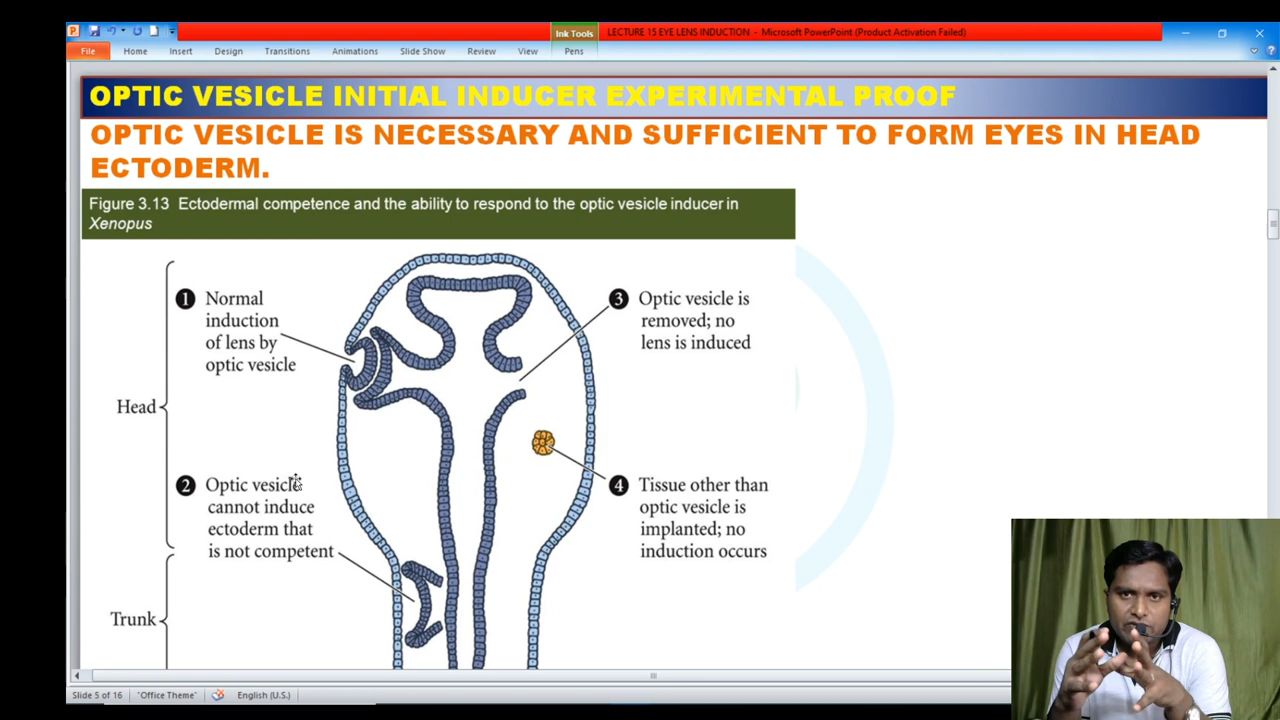 Ink Tools
LECTURE 15 EYE LENS INDUCTION - Microsoft PowerPoint (Product Activation Failed)
File Home Insert Design Transitions Animations Slide Show Review View Pens
OPTIC VESICLE INITIAL INDUCER EXPERIMENTAL PROOF
OPTIC VESICLE IS NECESSARY AND SUFFICIENT TO FORM EYES IN HEAD
ECTODERM.
Figure 3.13 Ectodermal competence and the ability to respond to the optic vesicle inducer in
Xenopus
1 Normal
induction
of lens by
optic vesicle
3 Optic vesicle is
removed; no
lens is induced
Head
2 Optic vesicle
cannot induce
ectoderm that
is not competent
4 Tissue other than
optic vesicle is
implanted; no
induction occurs
Trunk
Slide 5 of 16 "Office Theme" English (U.S.)